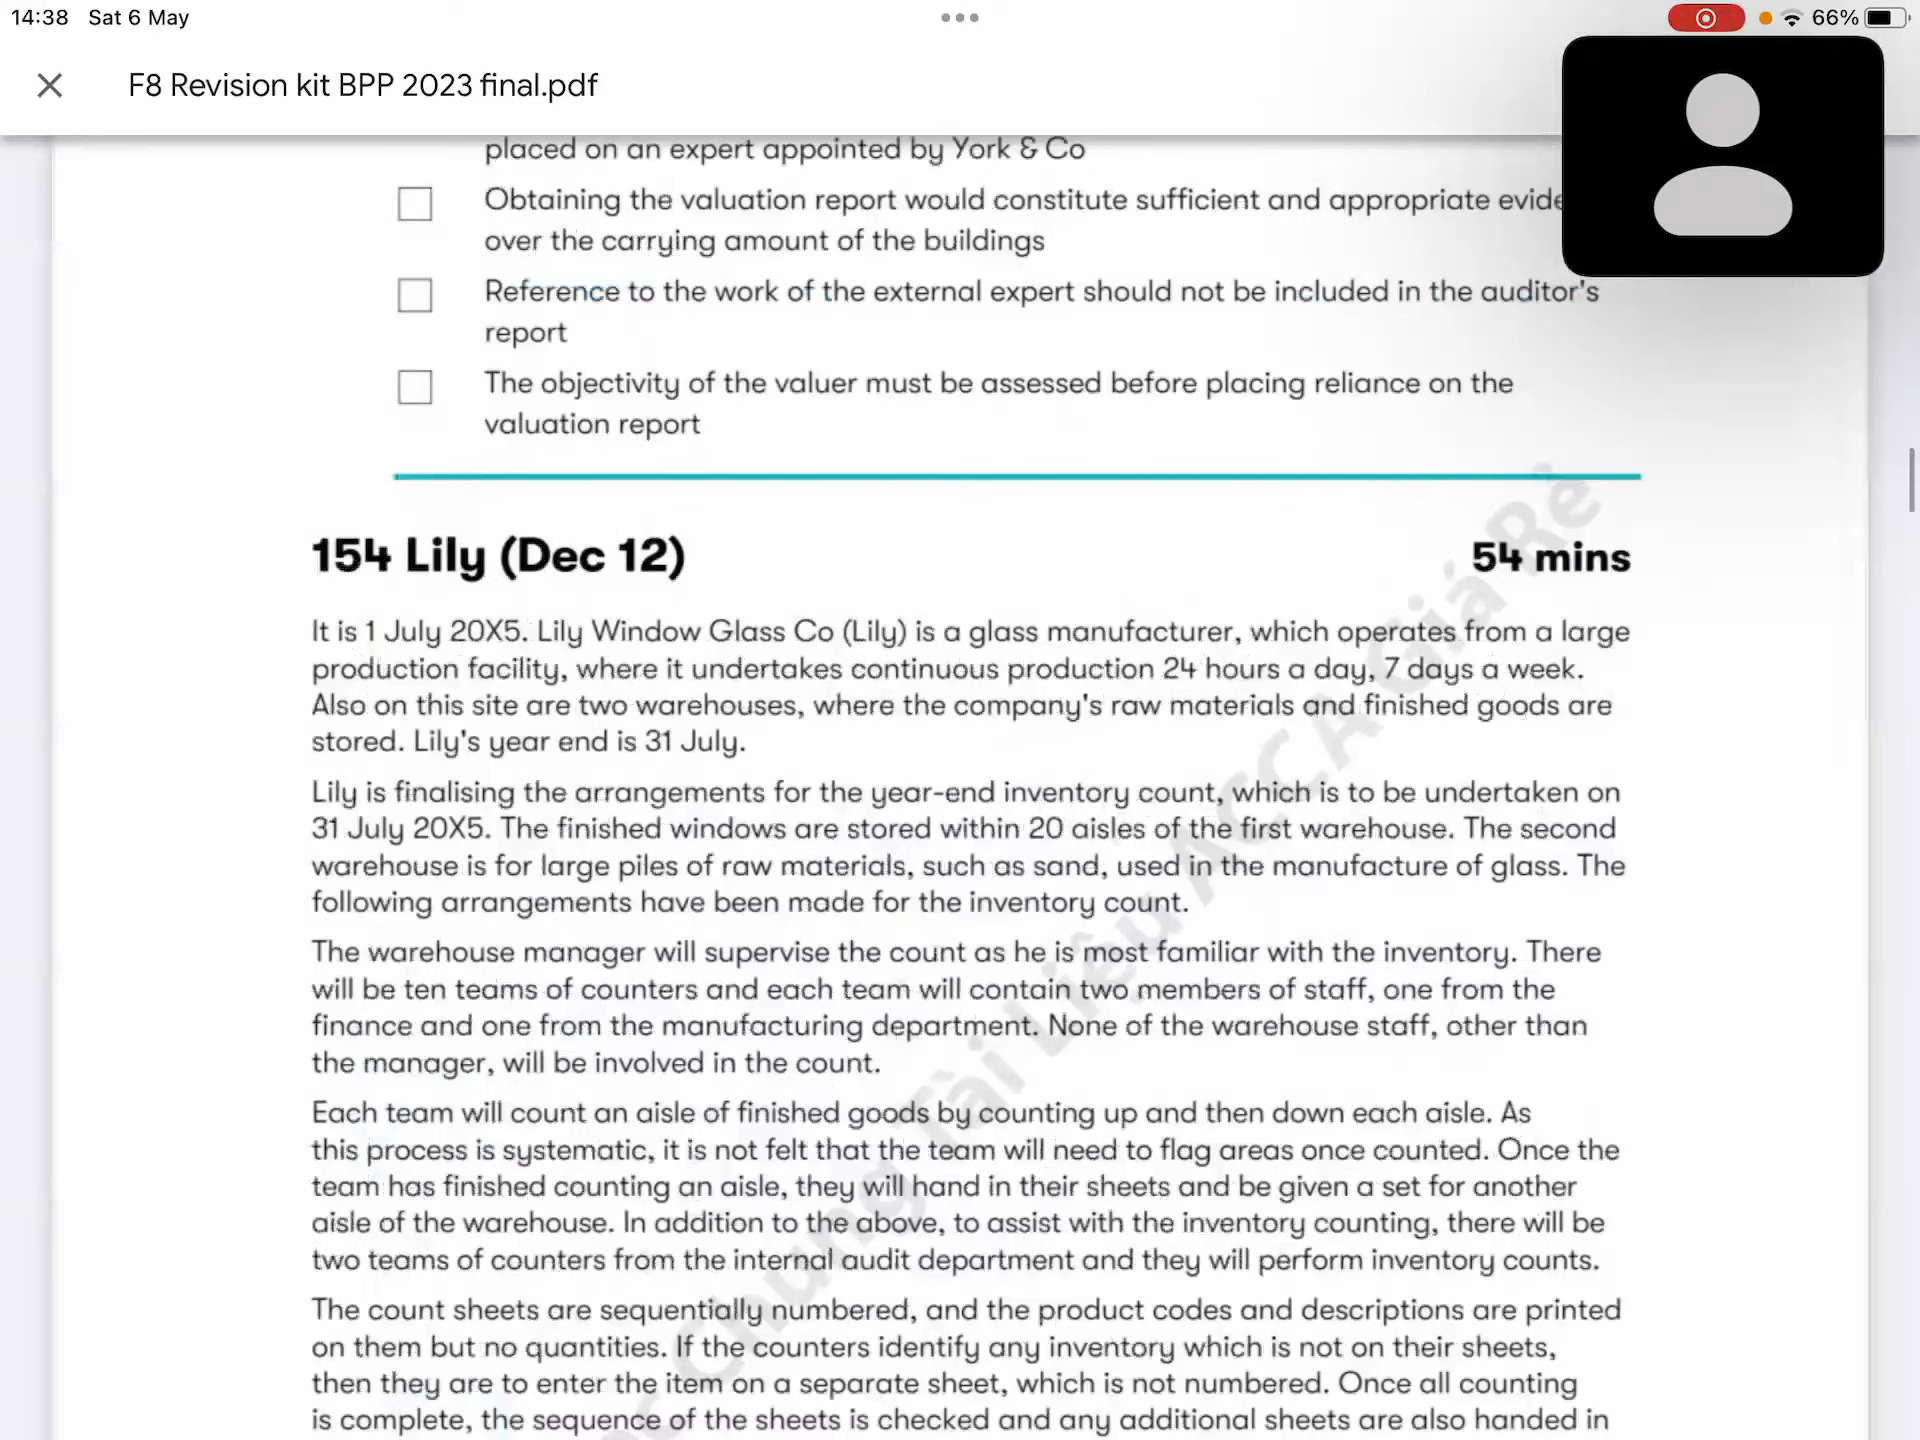 14:38 Sat 6 May
66%
F8 Revision kit BPP 2023 final.pdf
placed on an expert appointed by York & Co
Obtaining the valuation report would constitute sufficient and appropriate evide
over the carrying amount of the buildings
Reference to the work of the external expert should not be included in the auditor's
report
The objectivity of the valuer must be assessed before placing reliance on the
valuation report
154 Lily (Dec 12)
54 mins
It is 1 July 20X5. Lily Window Glass Co (Lily) is a glass manufacturer, which operates from a large
production facility, where it undertakes continuous production 24 hours a day, 7 days a week.
Also on this site are two warehouses, where the company's raw materials and finished goods are
stored. Lily's year end is 31 July.
Lily is finalising the arrangements for the year-end inventory count, which is to be undertaken on
31 July 20X5. The finished windows are stored within 20 aisles of the first warehouse. The second
warehouse is for large piles of raw materials, such as sand, used in the manufacture of glass. The
following arrangements have been made for the inventory count.
The warehouse manager will supervise the count as he is most familiar with the inventory. There
will be ten teams of counters and each team will contain two members of staff, one from the
finance and one from the manufacturing department. None of the warehouse staff, other than
the manager, will be involved in the count.
Each team will count an aisle of finished goods by counting up and then down each aisle. As
this process is systematic, it is not felt that the team will need to flag areas once counted. Once the
team has finished counting an aisle, they will hand in their sheets and be given a set for another
aisle of the warehouse. In addition to the above, to assist with the inventory counting, there will be
two teams of counters from the internal audit department and they will perform inventory counts.
The count sheets are sequentially numbered, and the product codes and descriptions are printed
on them but no quantities. If the counters identify any inventory which is not on their sheets,
then they are to enter the item on a separate sheet, which is not numbered. Once all counting
is complete, the sequence of the sheets is checked and any additional sheets are also handed in
Chung Tài Liệu ACCA Giá Rẻ